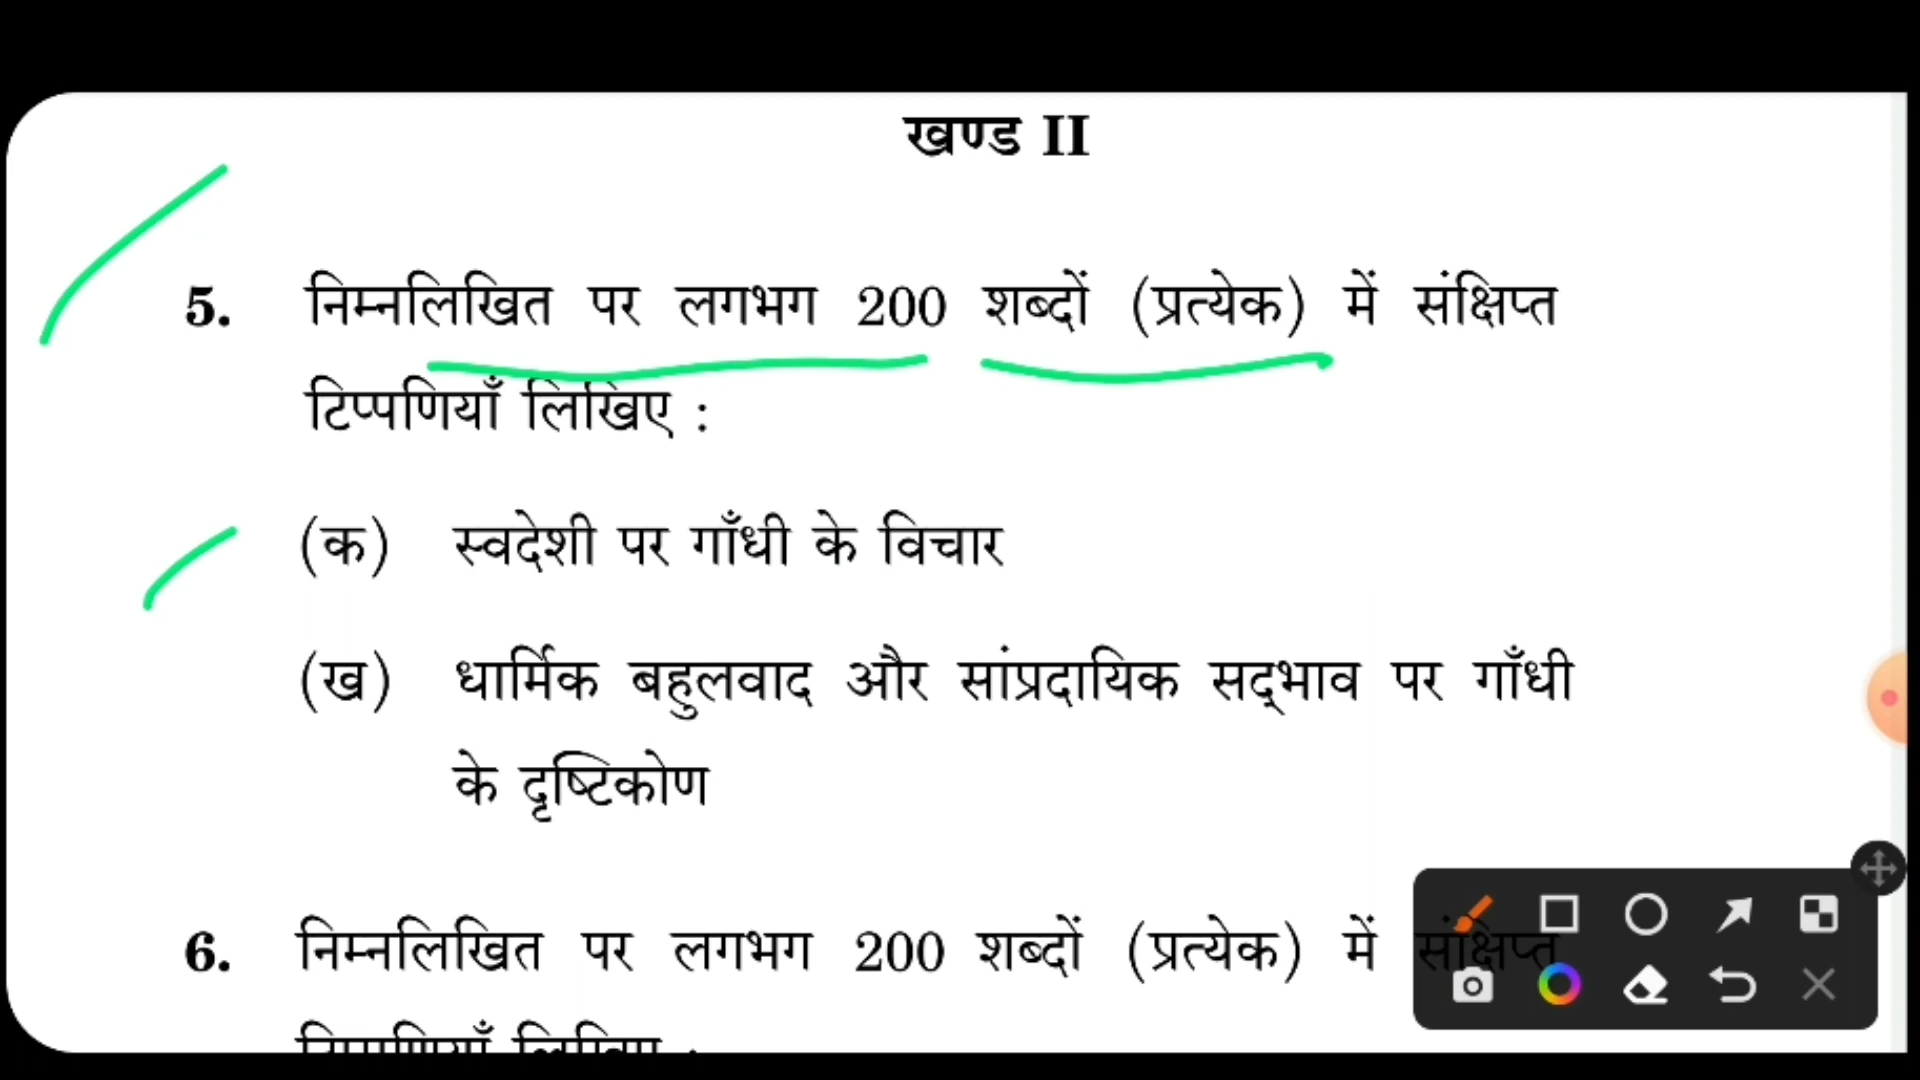 खण्ड II
5. निम्नलिखित पर लगभग 200 शब्दों (प्रत्येक) में संक्षिप्त
टिप्पणियाँ लिखिए :
(क) स्वदेशी पर गाँधी के विचार
(ख) धार्मिक बहुलवाद और सांप्रदायिक सद्‌भाव पर गाँधी
के दृष्टिकोण
6. निम्नलिखित पर लगभग 200 शब्दों (प्रत्येक) में संक्षिप्त
टिप्पणियाँ लिखिए :